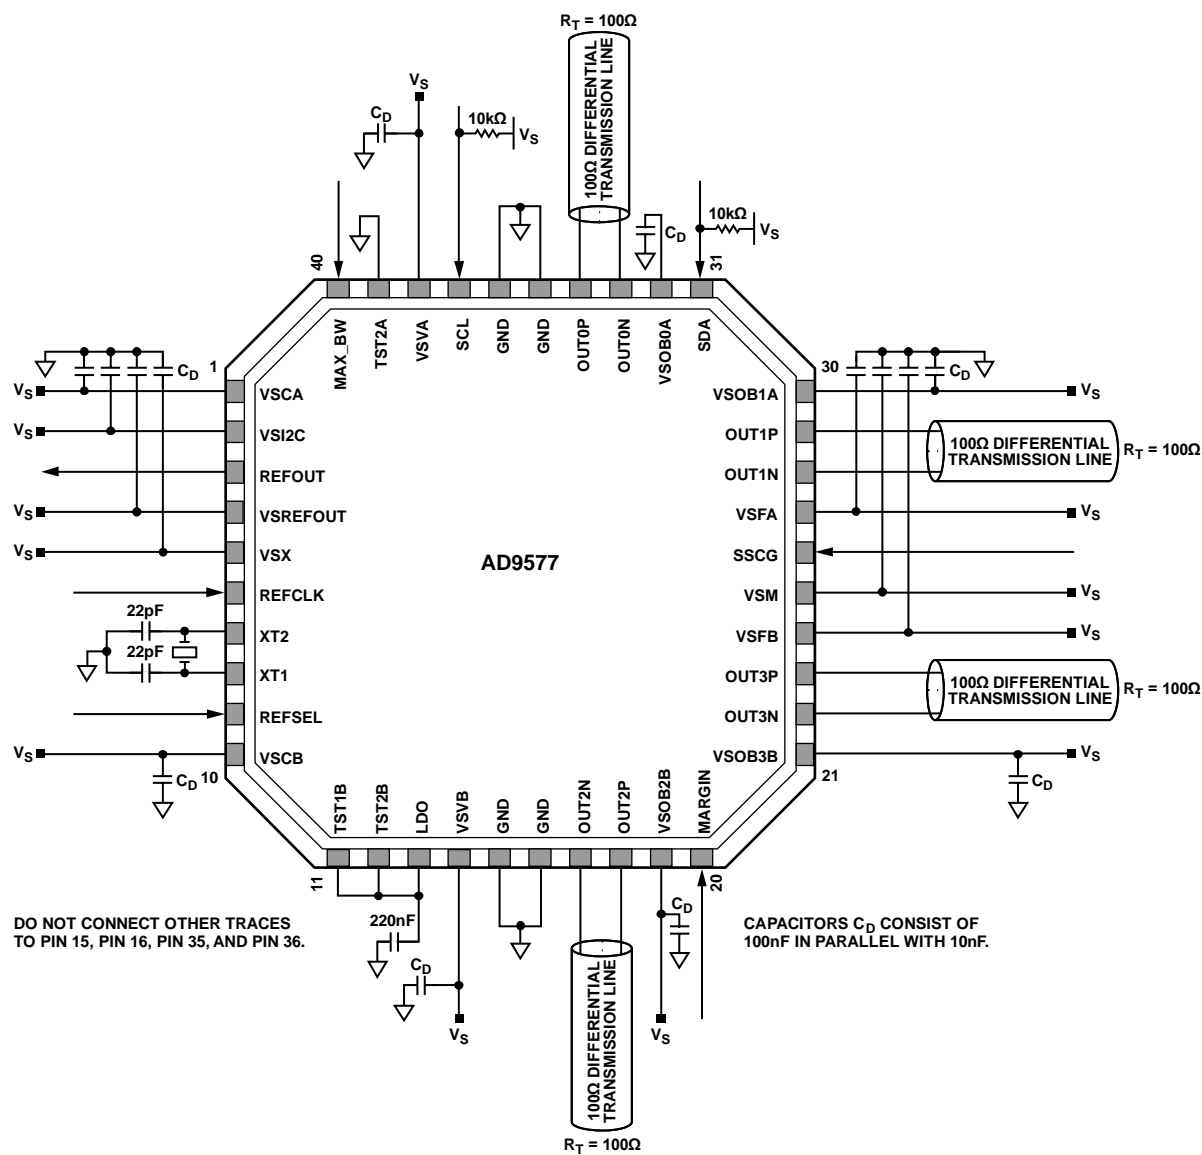 R_T = 100Ω
100Ω DIFFERENTIAL
TRANSMISSION LINE
V_S
C_D
10kΩ
V_S
C_D
10kΩ
V_S
40
31
MAX_BW
TST2A
VSVA
SCL
GND
GND
OUT0P
OUT0N
VSOB0A
SDA
1
30
C_D
C_D
V_S
VSCA
VSOB1A
V_S
V_S
VSI2C
OUT1P
100Ω DIFFERENTIAL
TRANSMISSION LINE
R_T = 100Ω
REFOUT
OUT1N
V_S
VSREFOUT
VSFA
V_S
V_S
VSX
AD9577
SSCG
REFCLK
VSM
V_S
22pF
XT2
VSFB
V_S
22pF
XT1
OUT3P
100Ω DIFFERENTIAL
TRANSMISSION LINE
R_T = 100Ω
REFSEL
OUT3N
V_S
VSCB
VSOB3B
V_S
C_D
10
21
C_D
TST1B
TST2B
LDO
VSVB
GND
GND
OUT2N
OUT2P
VSOB2B
MARGIN
11
20
DO NOT CONNECT OTHER TRACES
TO PIN 15, PIN 16, PIN 35, AND PIN 36.
220nF
C_D
C_D
CAPACITORS C_D CONSIST OF
100nF IN PARALLEL WITH 10nF.
V_S
V_S
100Ω DIFFERENTIAL
TRANSMISSION LINE
R_T = 100Ω